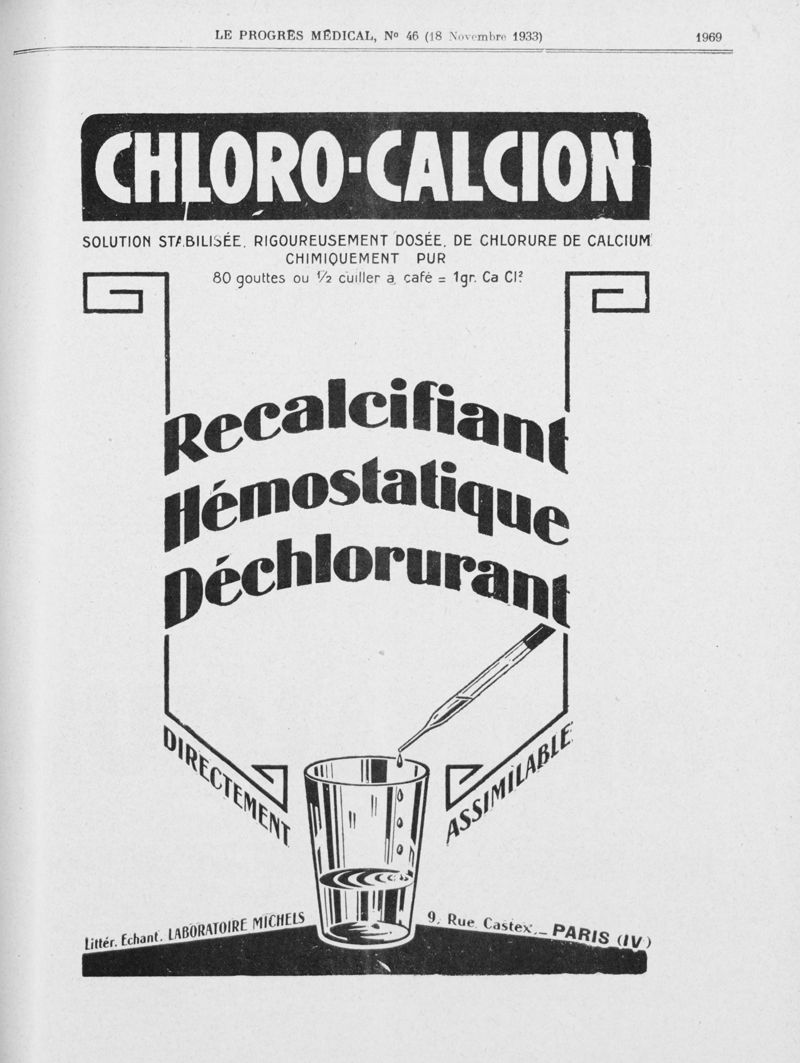 LE PROGRÈS MÉDICAL, Nº 46 (18 Novembre 1933)
1969
CHLORO-CALCION
SOLUTION STABILISÉE, RIGOUREUSEMENT DOSÉE, DE CHLORURE DE CALCIUM
CHIMIQUEMENT PUR
80 gouttes ou ½ cuiller à café = 1gr. Ca Cl²
Recalcifiant
Hémostatique
Déchlorurant
DIRECTEMENT
ASSIMILABLE
Littér. Échant. LABORATOIRE MICHELS
9, Rue Castex._ PARIS (IV)